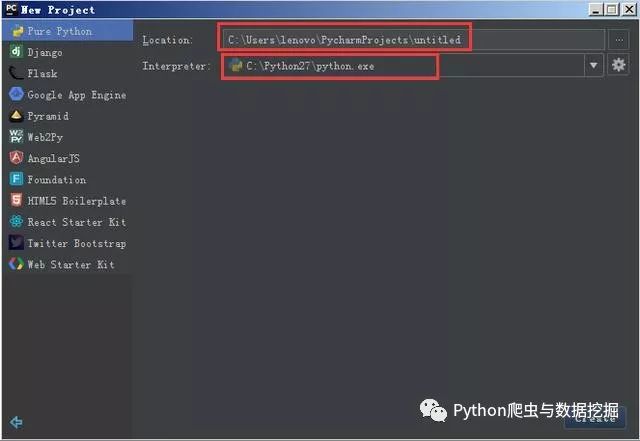 PC New Project
Pure Python
Django
Flask
Google App Engine
Pyramid
Web2Py
AngularJS
Foundation
HTML5 Boilerplate
React Starter Kit
Twitter Bootstrap
Web Starter Kit
Location: C:\Users\lenovo\PycharmProjects\untitled ...
Interpreter: C:\Python27\python.exe
Python爬虫与数据挖掘
Create